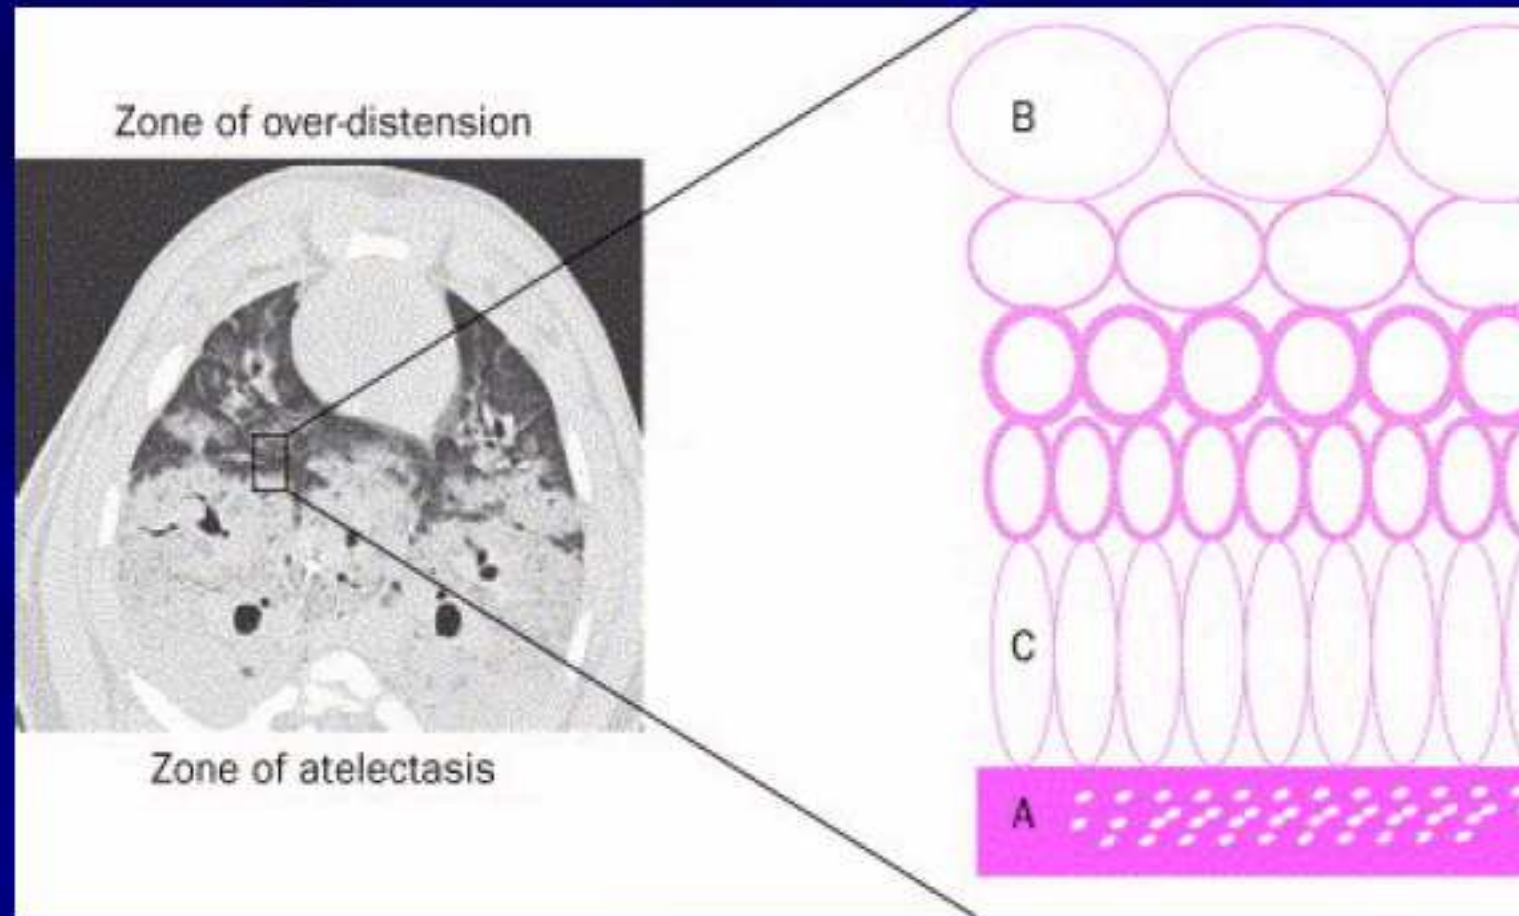 Zone of over-distension
Zone of atelectasis
B
C
A